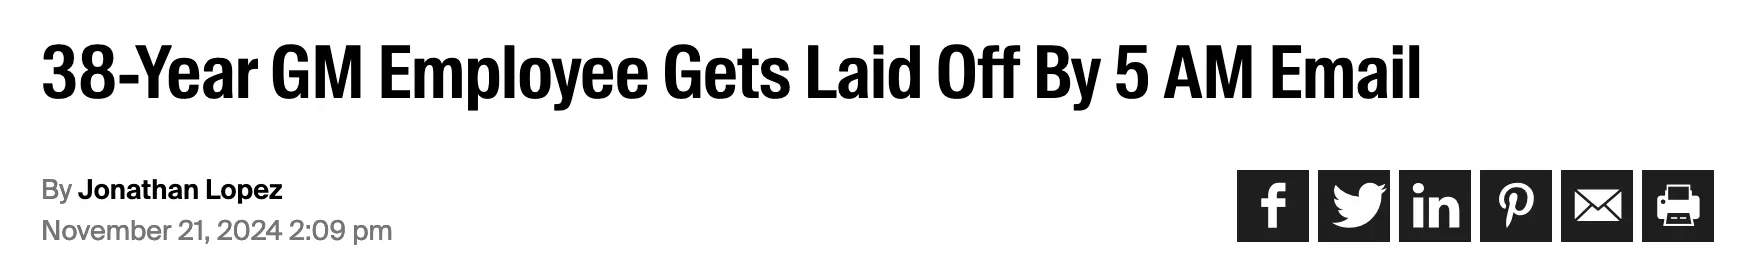 38-Year GM Employee Gets Laid Off By 5 AM Email
By Jonathan Lopez
November 21, 2024 2:09 pm